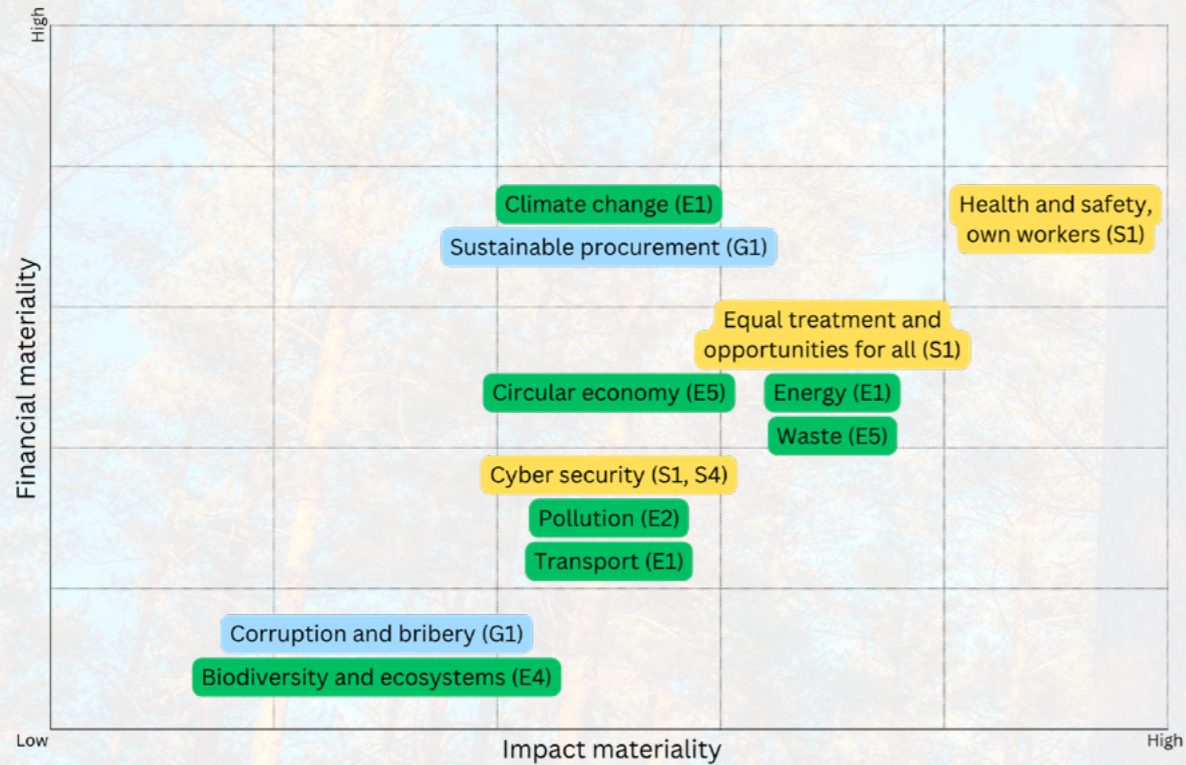 High
Financial materiality
Climate change (E1)
Sustainable procurement (G1)
Health and safety,
own workers (S1)
Equal treatment and
opportunities for all (S1)
Circular economy (E5)
Energy (E1)
Waste (E5)
Cyber security (S1, S4)
Pollution (E2)
Transport (E1)
Corruption and bribery (G1)
Biodiversity and ecosystems (E4)
Low
Impact materiality
High